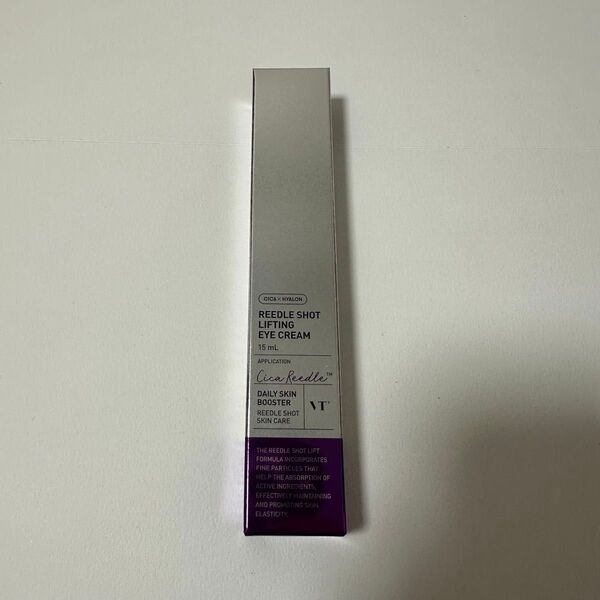 CICA × HYALON
REEDLE SHOT
LIFTING
EYE CREAM
15 mL
APPLICATION
Cica Reedle™
DAILY SKIN
BOOSTER
REEDLE SHOT
SKIN CARE
VT
THE REEDLE SHOT LIFT
FORMULA INCORPORATES
FINE PARTICLES THAT
HELP THE ABSORPTION OF
ACTIVE INGREDIENTS,
EFFECTIVELY MAINTAINING
AND PROMOTING SKIN
ELASTICITY.